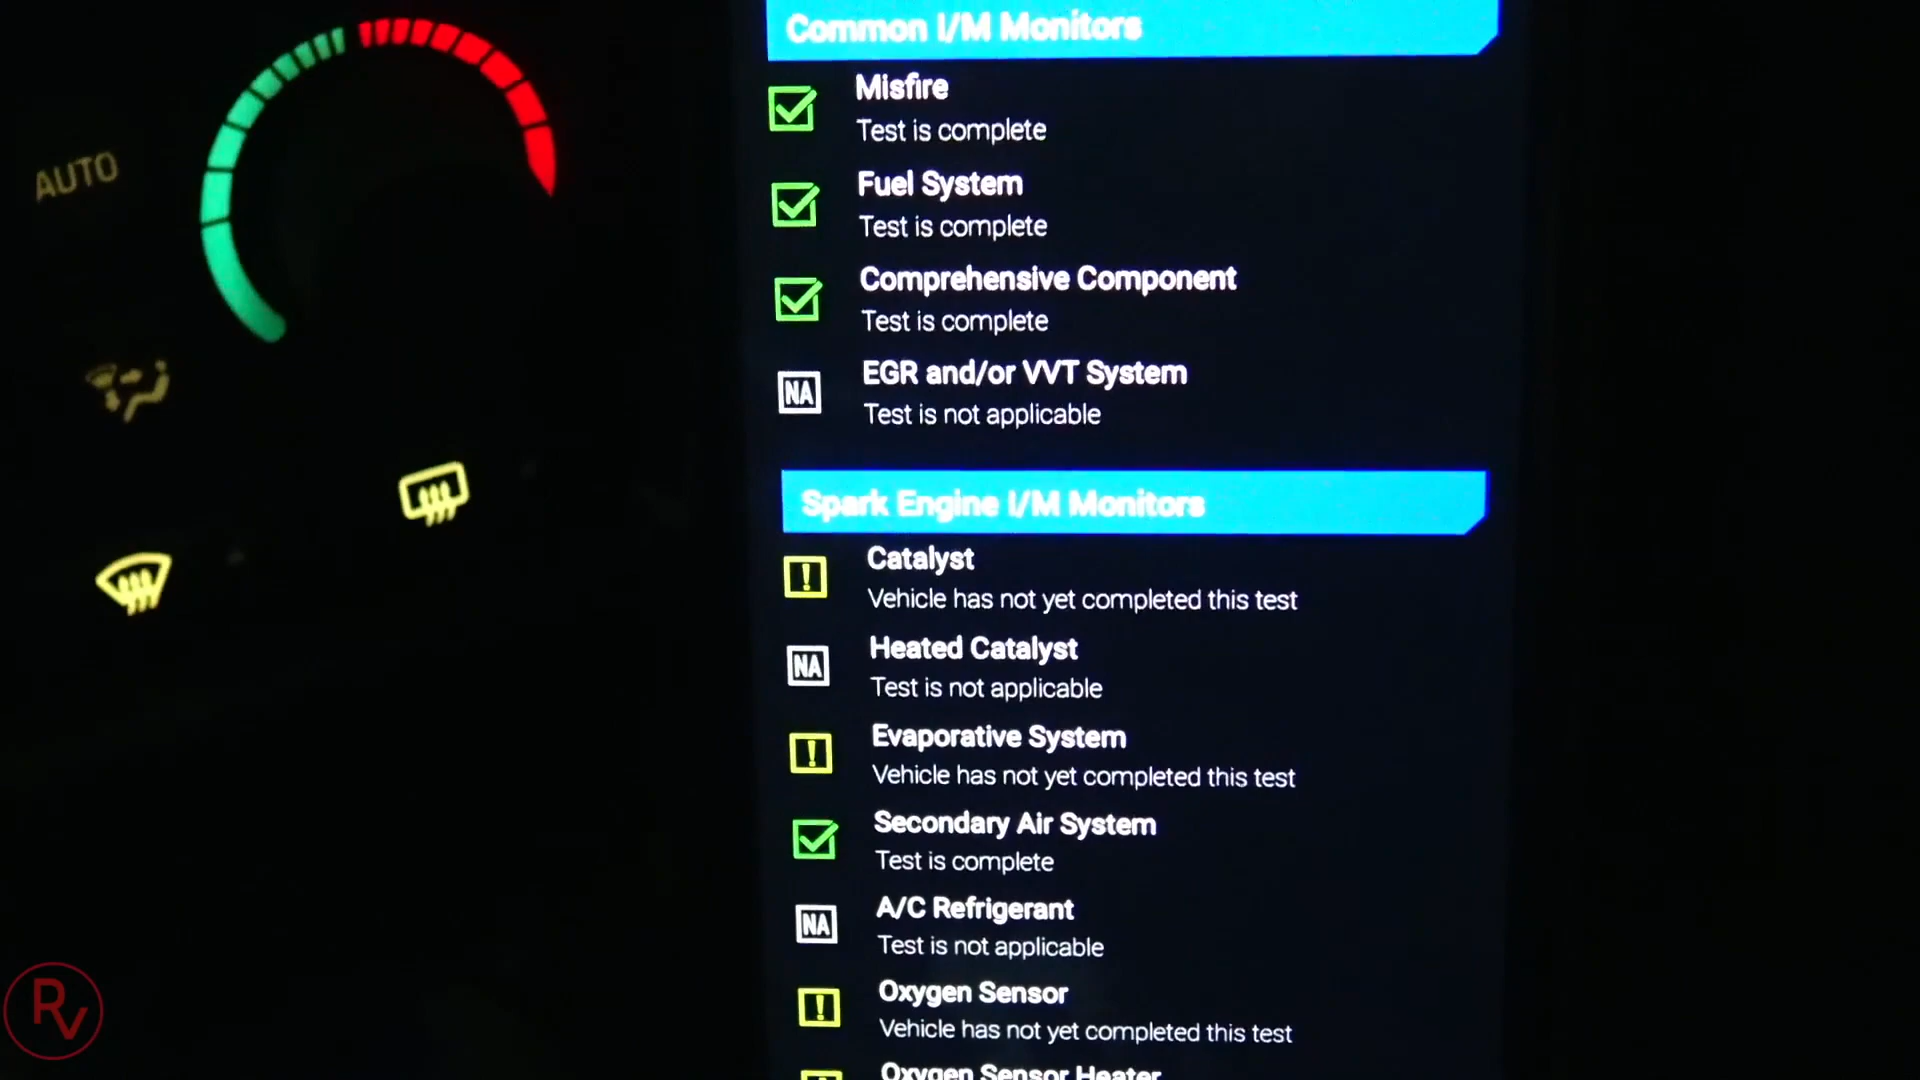 Common I/M Monitors
Misfire
Test is complete
Fuel System
Test is complete
Comprehensive Component
Test is complete
NA
EGR and/or VVT System
Test is not applicable
Spark Engine I/M Monitors
!
Catalyst
Vehicle has not yet completed this test
NA
Heated Catalyst
Test is not applicable
!
Evaporative System
Vehicle has not yet completed this test
Secondary Air System
Test is complete
NA
A/C Refrigerant
Test is not applicable
!
Oxygen Sensor
Vehicle has not yet completed this test
Oxygen Sensor Heater
AUTO
RV